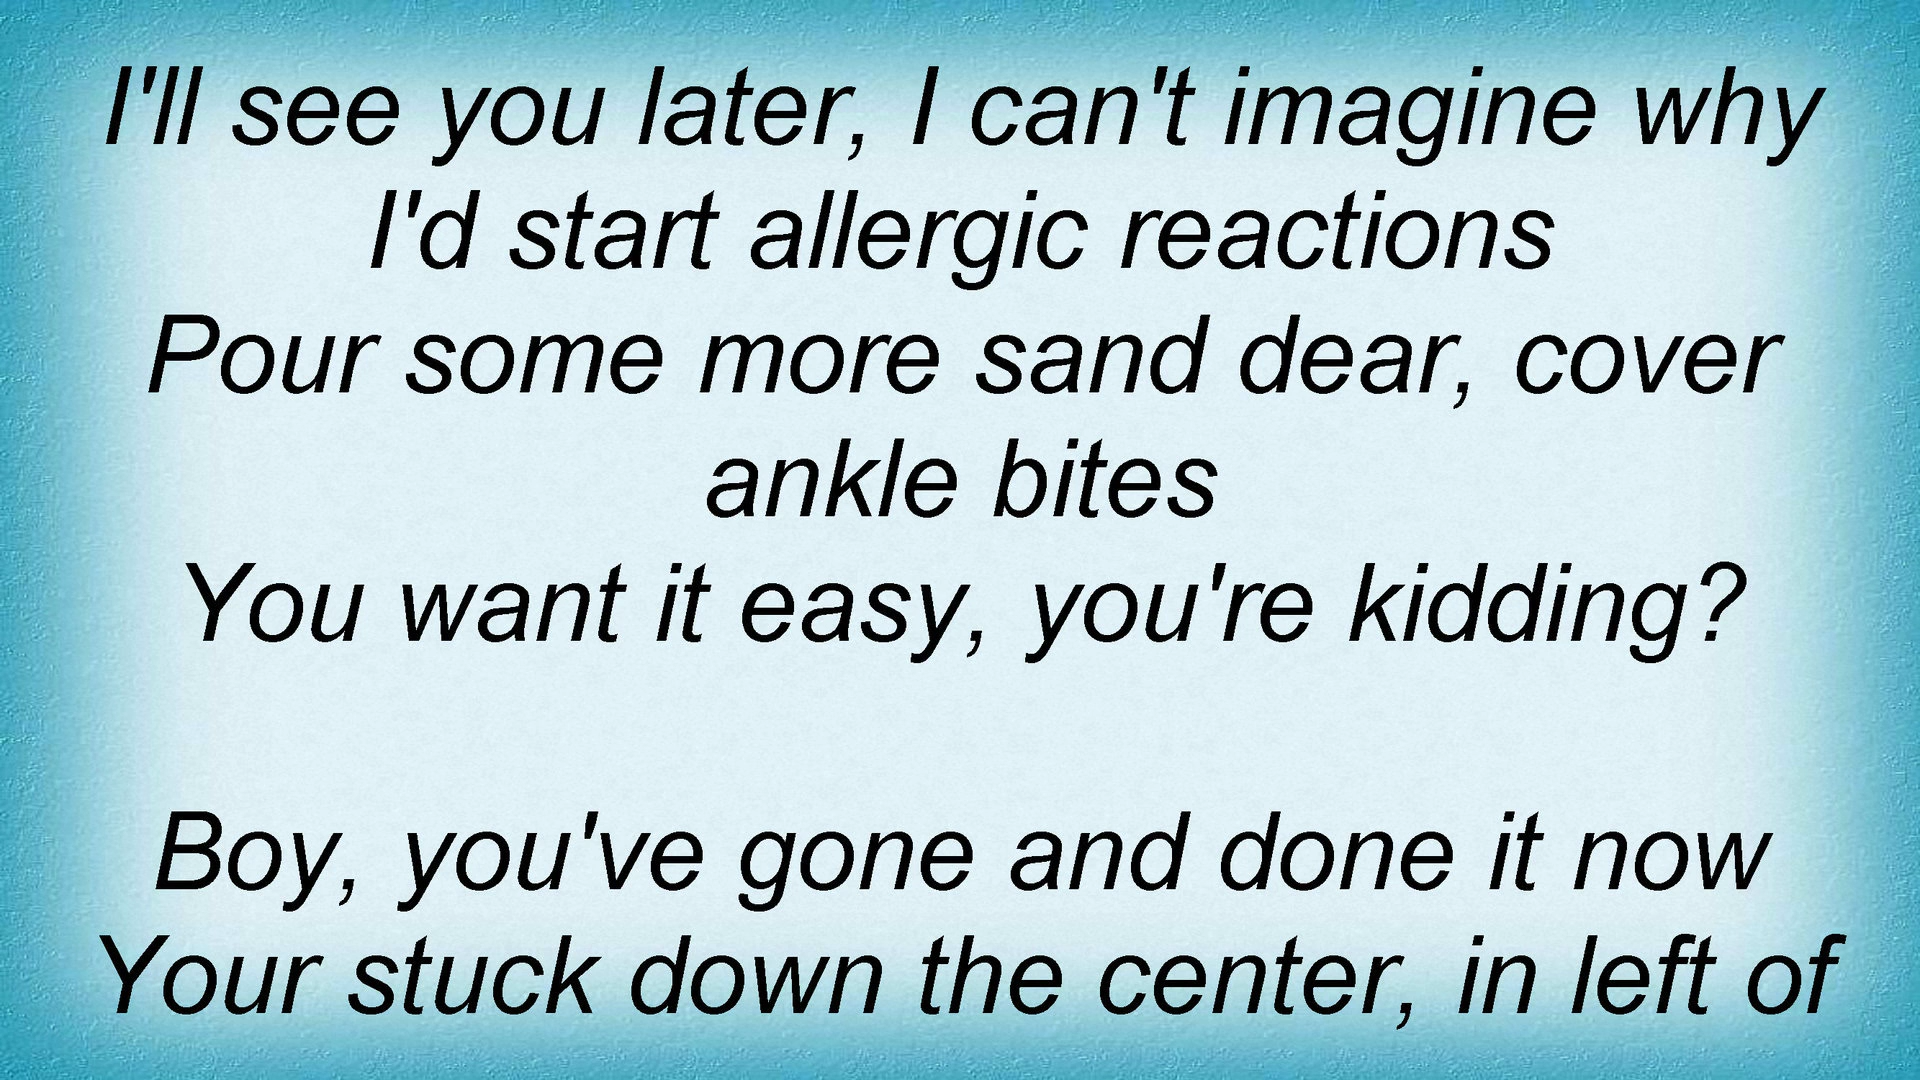 I'll see you later, I can't imagine why
I'd start allergic reactions
Pour some more sand dear, cover
ankle bites
You want it easy, you're kidding?
Boy, you've gone and done it now
Your stuck down the center, in left of